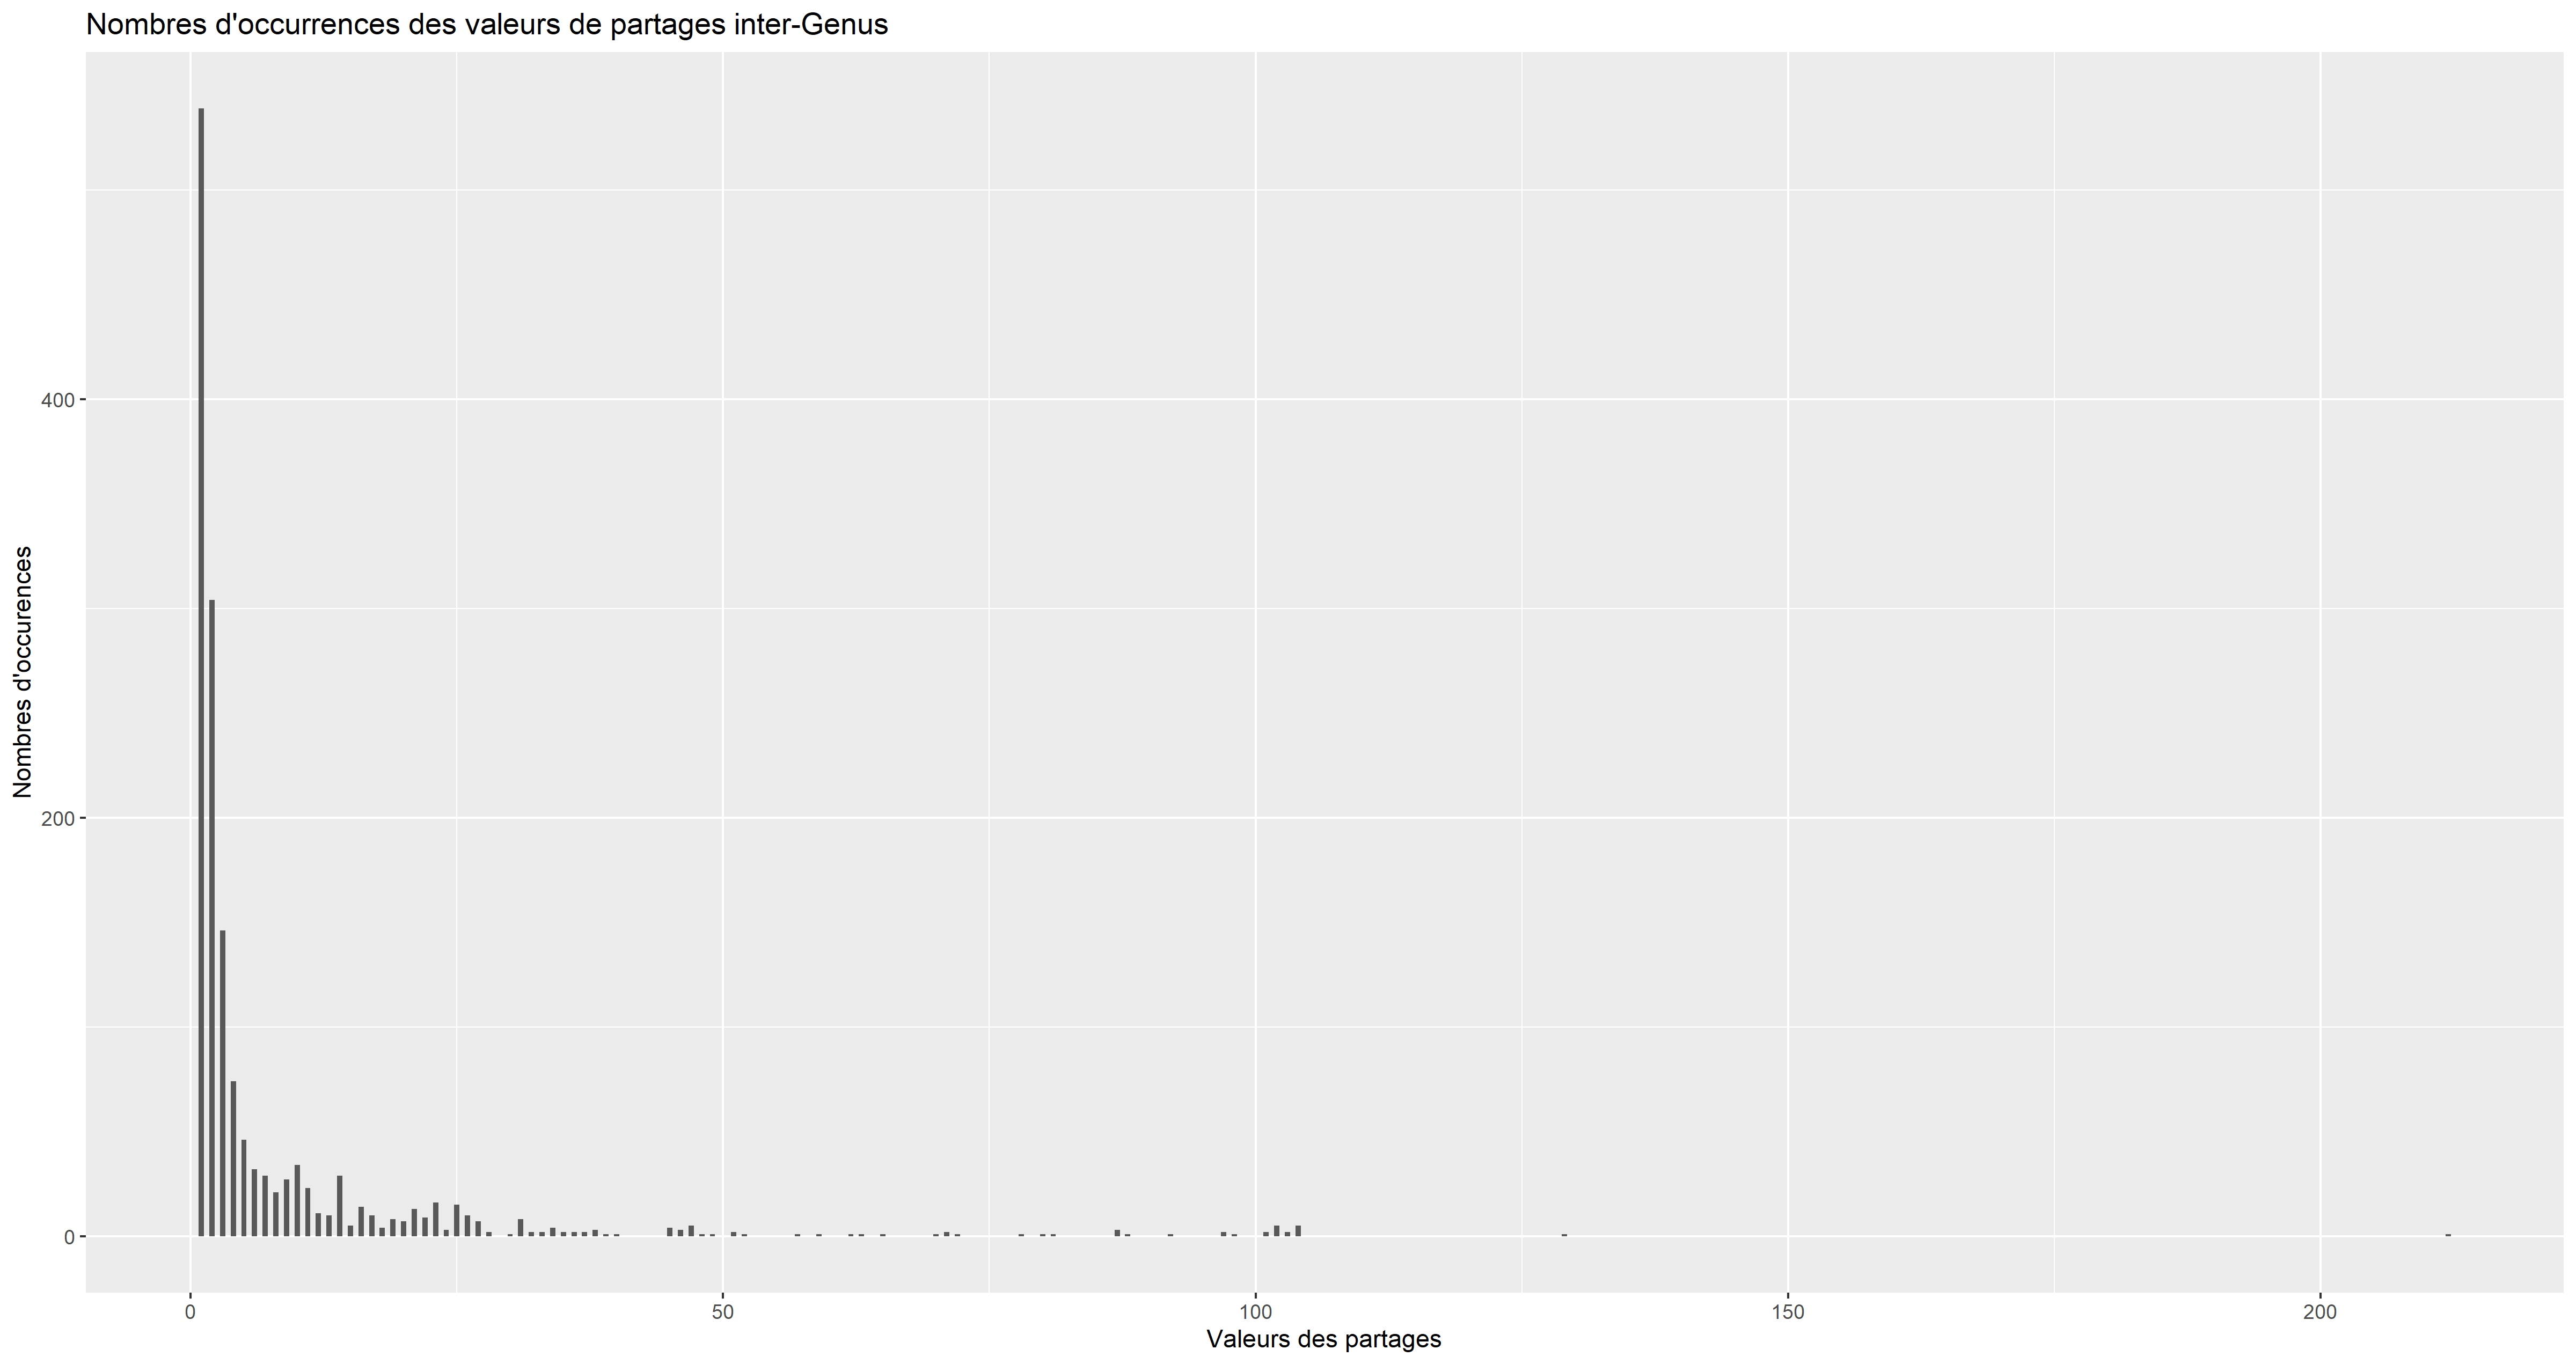 Nombres d'occurrences des valeurs de partages inter-Genus
Nombres d'occurences
400
200
0
0
50
100
150
200
Valeurs des partages